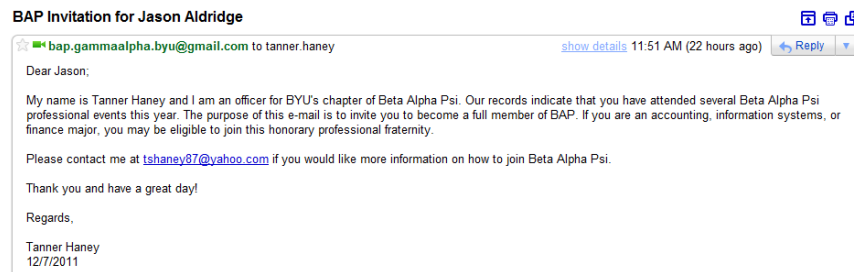 BAP Invitation for Jason Aldridge
bap.gammaalpha.byu@gmail.com to tanner.haney show details 11:51 AM (22 hours ago) Reply
Dear Jason;
My name is Tanner Haney and I am an officer for BYU's chapter of Beta Alpha Psi. Our records indicate that you have attended several Beta Alpha Psi
professional events this year. The purpose of this e-mail is to invite you to become a full member of BAP. If you are an accounting, information systems, or
finance major, you may be eligible to join this honorary professional fraternity.
Please contact me at tshaney87@yahoo.com if you would like more information on how to join Beta Alpha Psi.
Thank you and have a great day!
Regards,
Tanner Haney
12/7/2011